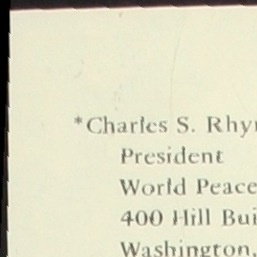 *Charles S. Rhy
President
World Peace
400 Hill Bui
Washington,